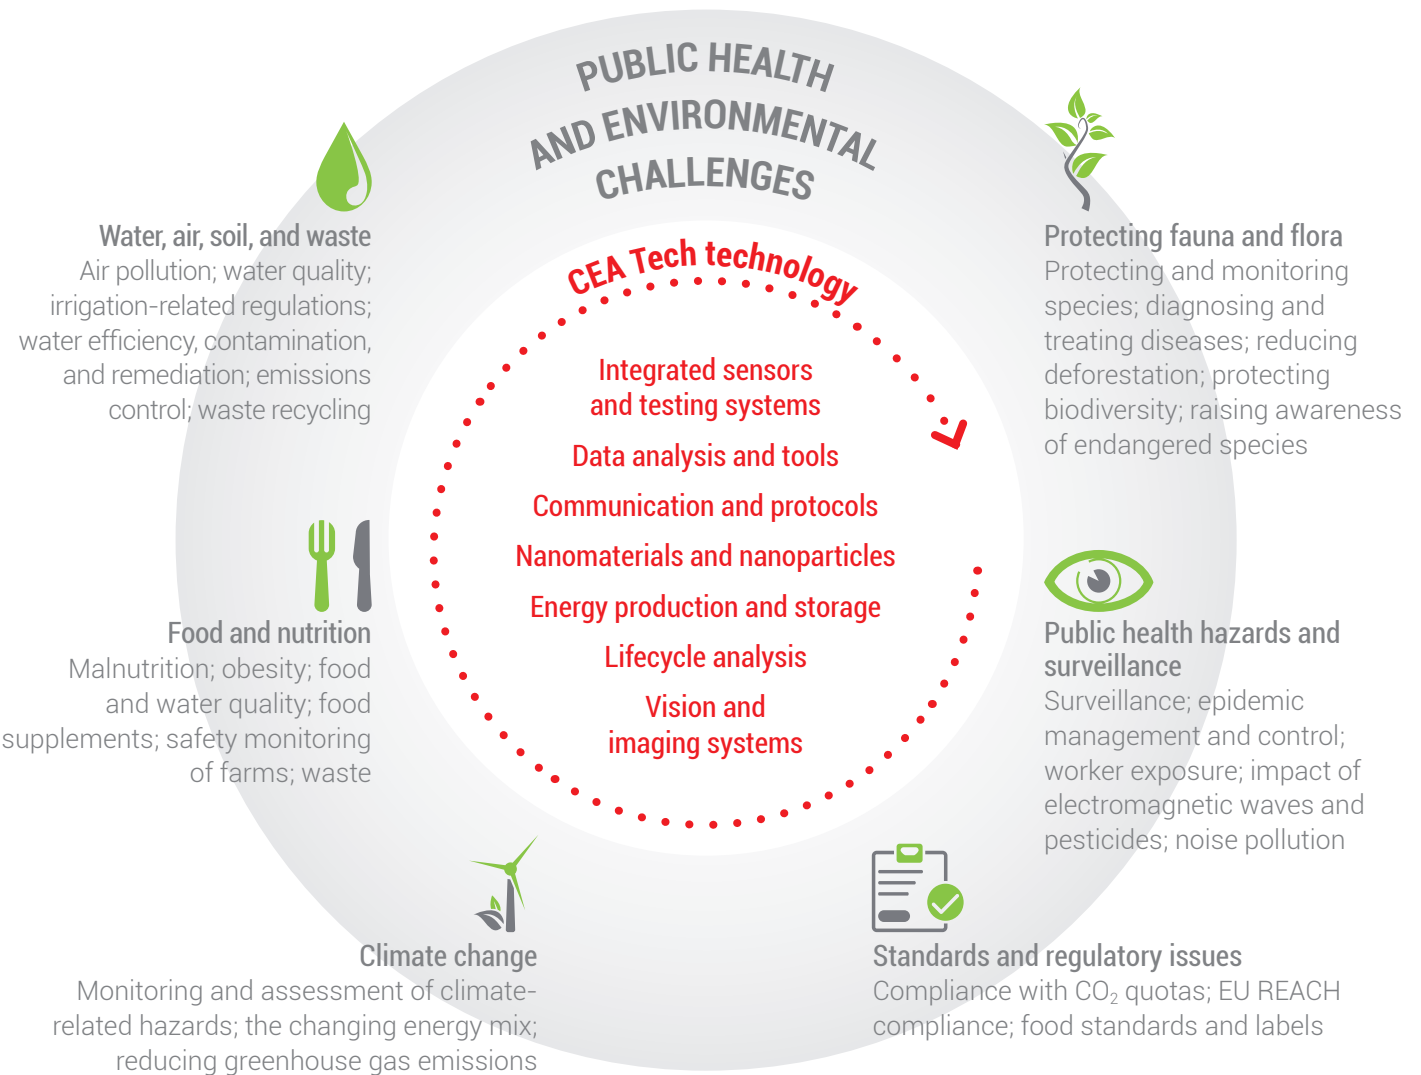 PUBLIC HEALTH
AND ENVIRONMENTAL
CHALLENGES
Water, air, soil, and waste
Air pollution; water quality;
irrigation-related regulations;
water efficiency, contamination,
and remediation; emissions
control; waste recycling
Protecting fauna and flora
Protecting and monitoring
species; diagnosing and
treating diseases; reducing
deforestation; protecting
biodiversity; raising awareness
of endangered species
CEA Tech technology
Integrated sensors
and testing systems
Data analysis and tools
Communication and protocols
Nanomaterials and nanoparticles
Energy production and storage
Lifecycle analysis
Vision and
imaging systems
Food and nutrition
Malnutrition; obesity; food
and water quality; food
supplements; safety monitoring
of farms; waste
Public health hazards and
surveillance
Surveillance; epidemic
management and control;
worker exposure; impact of
electromagnetic waves and
pesticides; noise pollution
Climate change
Monitoring and assessment of climate-
related hazards; the changing energy mix;
reducing greenhouse gas emissions
Standards and regulatory issues
Compliance with CO₂ quotas; EU REACH
compliance; food standards and labels